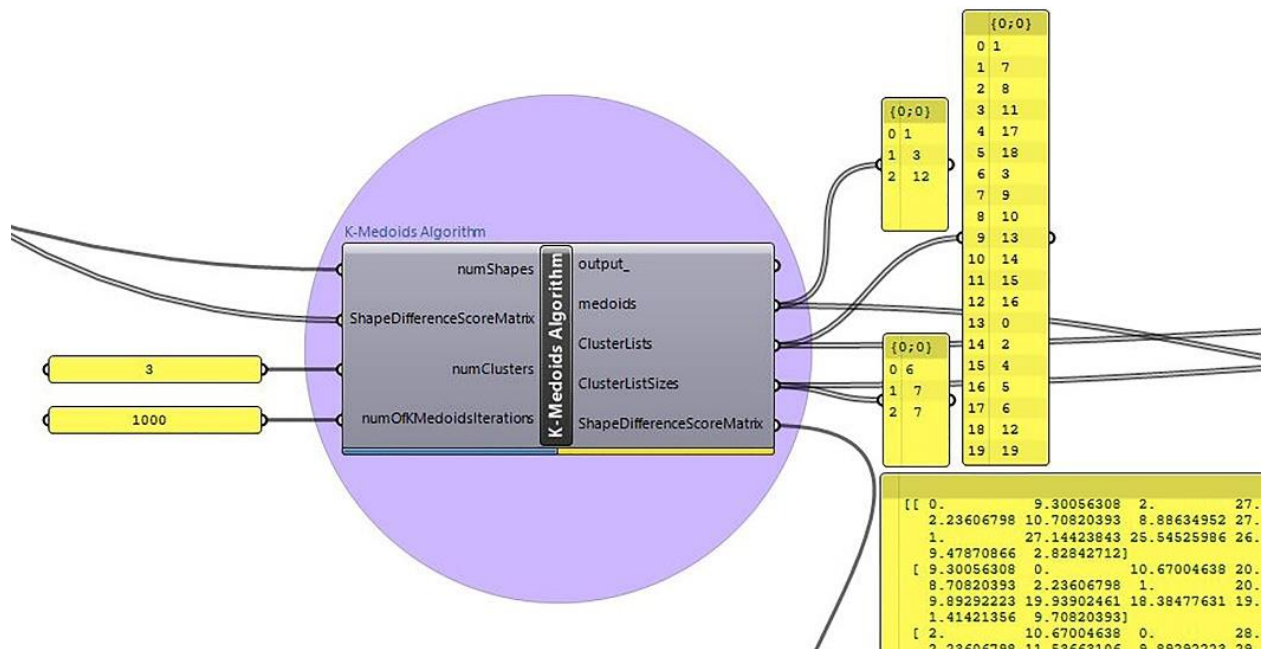 K-Medoids Algorithm
numShapes
ShapeDifferenceScoreMatrix
numClusters
numOfKMedoidsIterations
K-Medoids Algorithm
output_
medoids
ClusterLists
ClusterListSizes
ShapeDifferenceScoreMatrix
3
1000
{0;0}
0 1
1 3
2 12
{0;0}
0 6
1 7
2 7
{0;0}
0 1
1 7
2 8
3 11
4 17
5 18
6 3
7 9
8 10
9 13
10 14
11 15
12 16
13 0
14 2
15 4
16 5
17 6
18 12
19 19
[[ 0. 9.30056308 2. 27.
2.23606798 10.70820393 8.88634952 27.
1. 27.14423843 25.54525986 26.
9.47870866 2.82842712]
[ 9.30056308 0. 10.67004638 20.
8.70820393 2.23606798 1. 20.
9.89292223 19.93902461 18.38477631 19.
1.41421356 9.70820393]
[ 2. 10.67004638 0. 28.